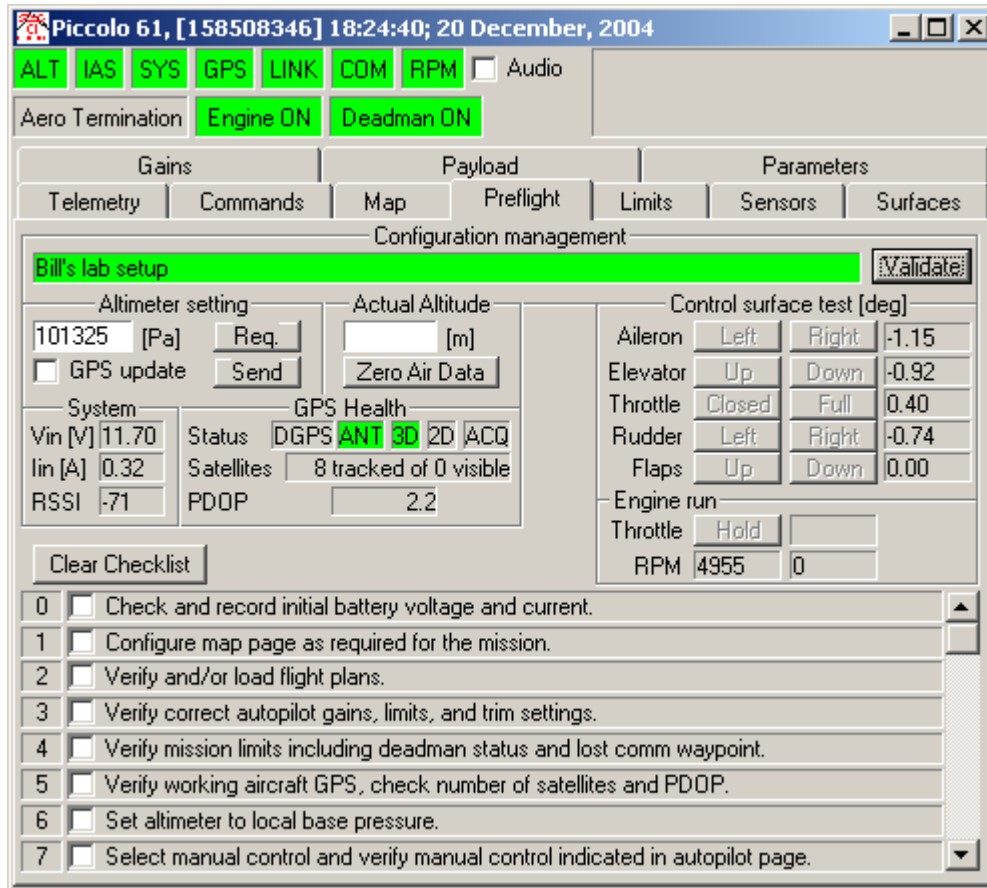 Piccolo 61, [158508346] 18:24:40; 20 December, 2004
ALT IAS SYS GPS LINK COM RPM Audio
Aero Termination Engine ON Deadman ON
Gains Payload Parameters
Telemetry Commands Map Preflight Limits Sensors Surfaces
Configuration management
Bill's lab setup Validate
Altimeter setting Actual Altitude Control surface test [deg]
101325 [Pa] Req. [m] Aileron Left Right -1.15
GPS update Send Zero Air Data Elevator Up Down -0.92
System GPS Health Throttle Closed Full 0.40
Vin [V] 11.70 Status DGPS ANT 3D 2D ACQ Rudder Left Right -0.74
Iin [A] 0.32 Satellites 8 tracked of 0 visible Flaps Up Down 0.00
RSSI -71 PDOP 2.2 Engine run
Throttle Hold
Clear Checklist RPM 4955 0
0 Check and record initial battery voltage and current.
1 Configure map page as required for the mission.
2 Verify and/or load flight plans.
3 Verify correct autopilot gains, limits, and trim settings.
4 Verify mission limits including deadman status and lost comm waypoint.
5 Verify working aircraft GPS, check number of satellites and PDOP.
6 Set altimeter to local base pressure.
7 Select manual control and verify manual control indicated in autopilot page.